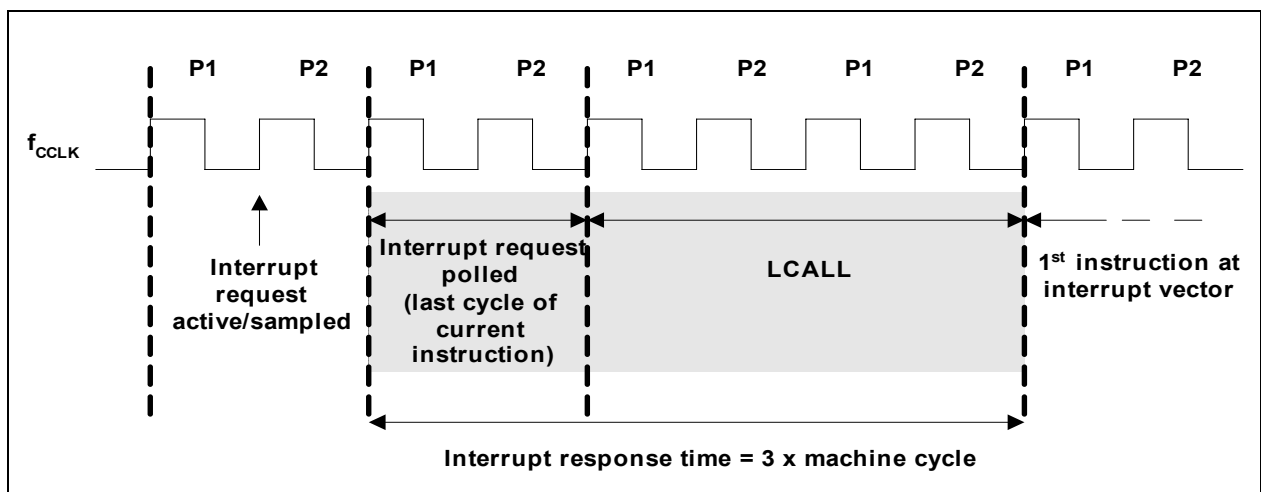 P1 P2 P1 P2 P1 P2 P1 P2 P1 P2
fCCLK
Interrupt
request
active/sampled
Interrupt request
polled
(last cycle of
current
instruction)
LCALL
1st instruction at
interrupt vector
Interrupt response time = 3 x machine cycle